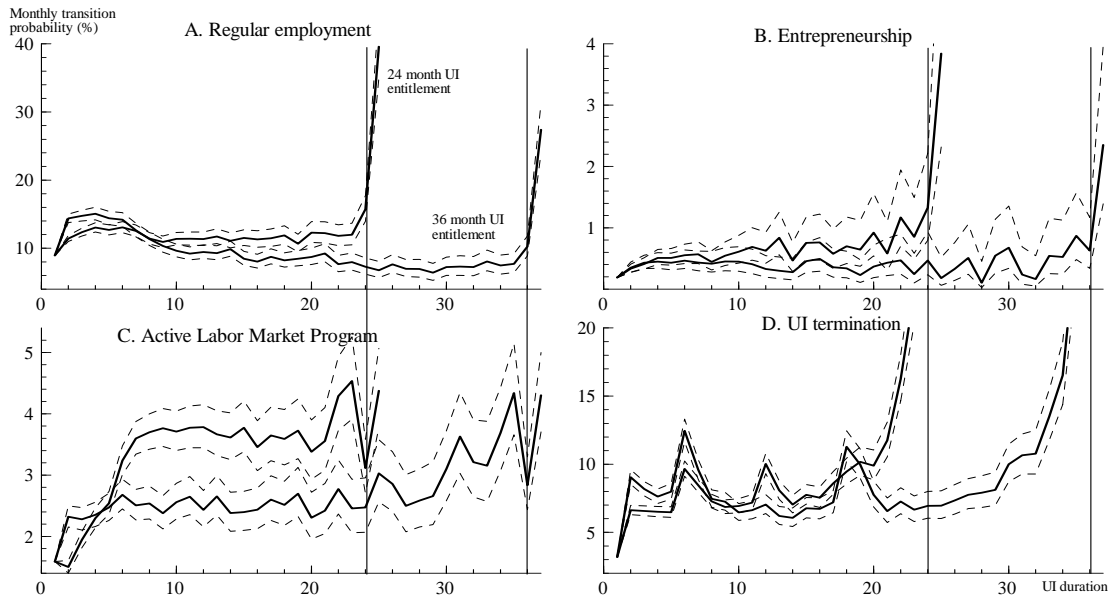 Monthly transition
probability (%)
A. Regular employment
B. Entrepreneurship
40
30
20
10
24 month UI
entitlement
36 month UI
entitlement
4
3
2
1
0 10 20 30
0 10 20 30
C. Active Labor Market Program
D. UI termination
5
4
3
2
20
15
10
5
0 10 20 30
0 10 20 30
UI duration